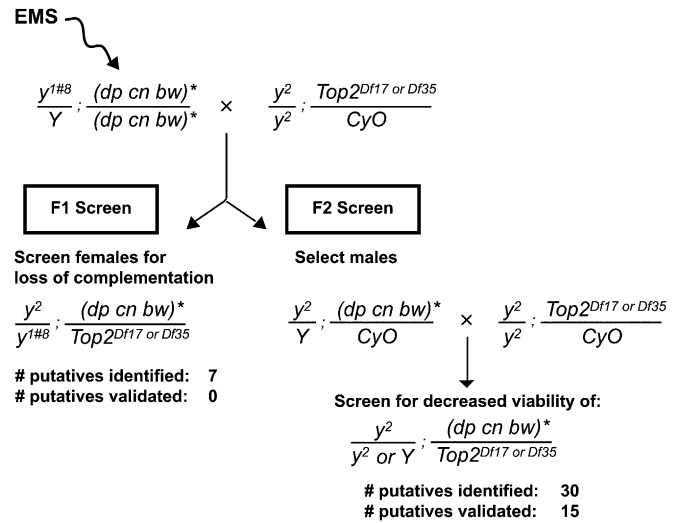 EMS
y1#8 (dp cn bw)* y2 Top2Df17 or Df35
; × ;
Y (dp cn bw)* y2 CyO
F1 Screen F2 Screen
Screen females for Select males
loss of complementation
y2 (dp cn bw)* y2 (dp cn bw)* y2 Top2Df17 or Df35
; ; × ;
y1#8 Top2Df17 or Df35 Y CyO y2 CyO
# putatives identified: 7
# putatives validated: 0
Screen for decreased viability of:
y2 (dp cn bw)*
;
y2 or Y Top2Df17 or Df35
# putatives identified: 30
# putatives validated: 15